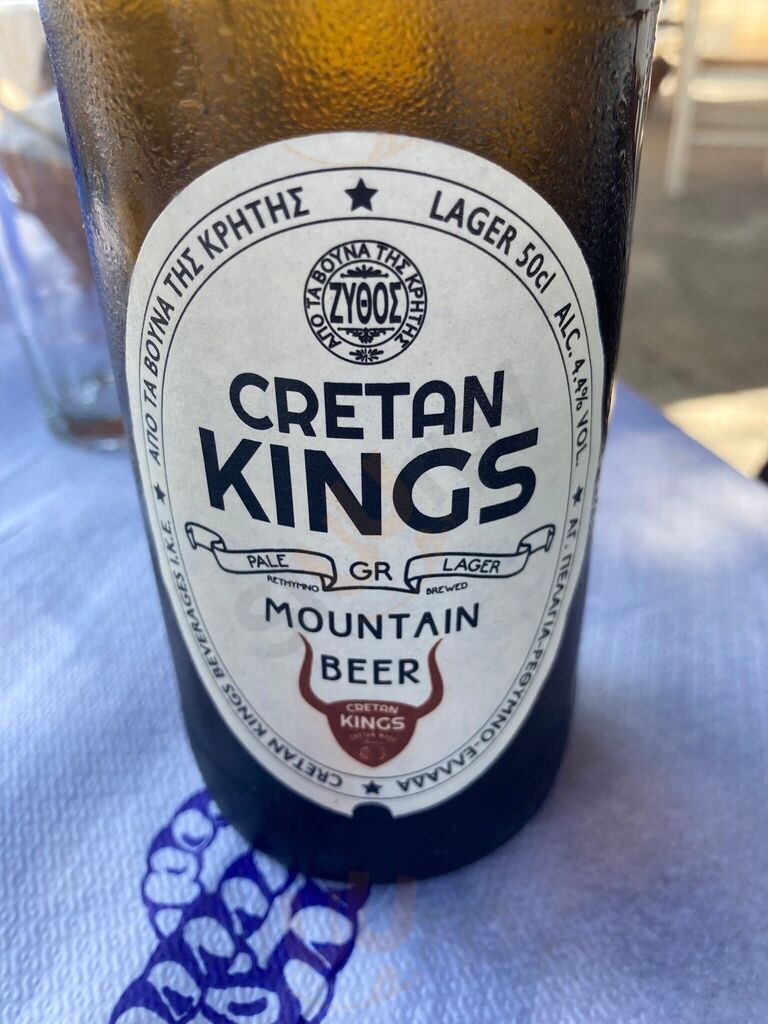 ΑΠΟ ΤΑ ΒΟΥΝΑ ΤΗΣ ΚΡΗΤΗΣ ★ LAGER 50cl ALC. 4,4% VOL.
ΑΠΟ ΤΑ ΒΟΥΝΑ ΤΗΣ ΚΡΗΤΗΣ
ΖΥΘΟΣ
CRETAN
KINGS
PALE GR LAGER
RETHYMNO BREWED
MOUNTAIN
BEER
CRETAN
KINGS
★ CRETAN KINGS BEVERAGES Ι.Κ.Ε. ★ ΑΓ. ΠΕΛΑΓΙΑ-ΡΕΘΥΜΝΟ-ΕΛΛΑΔΑ ★